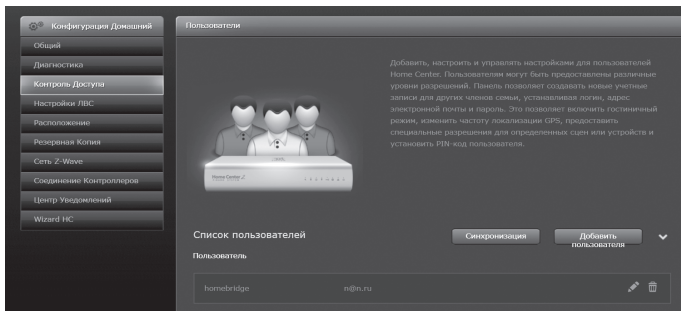 Конфигурация Домашний
Общий
Диагностика
Контроль Доступа
Настройки ЛВС
Расположение
Резервная Копия
Сеть Z-Wave
Соединение Контроллеров
Центр Уведомлений
Wizard HC
Пользователи
Добавить, настроить и управлять настройками для пользователей
Home Center. Пользователям могут быть предоставлены различные
уровни разрешений. Панель позволяет создавать новые учетные
записи для других членов семьи, устанавливая логин, адрес
электронной почты и пароль. Это позволяет включить гостиничный
режим, изменить частоту локализации GPS, предоставить
специальные разрешения для определенных сцен или устройств и
установить PIN-код пользователя.
Home Center 2
Список пользователей
Синхронизация
Добавить
пользователя
Пользователь
homebridge n@n.ru